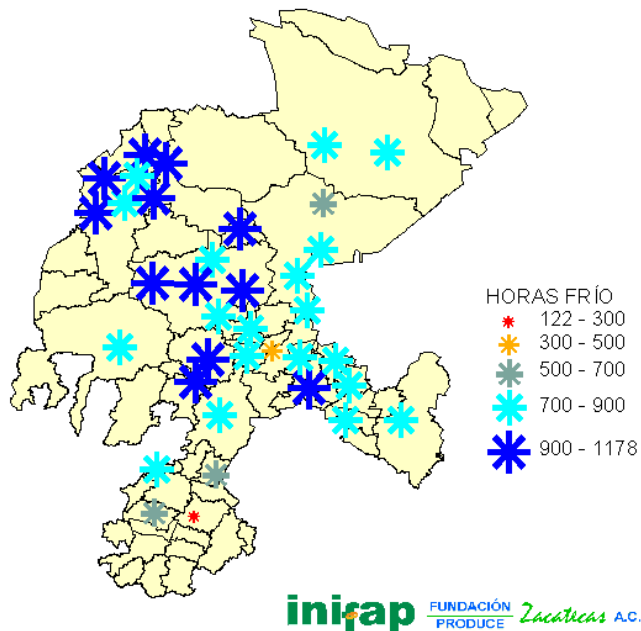 HORAS FRÍO
122 - 300
300 - 500
500 - 700
700 - 900
900 - 1178
inifap
FUNDACIÓN
PRODUCE
Zacatecas A.C.